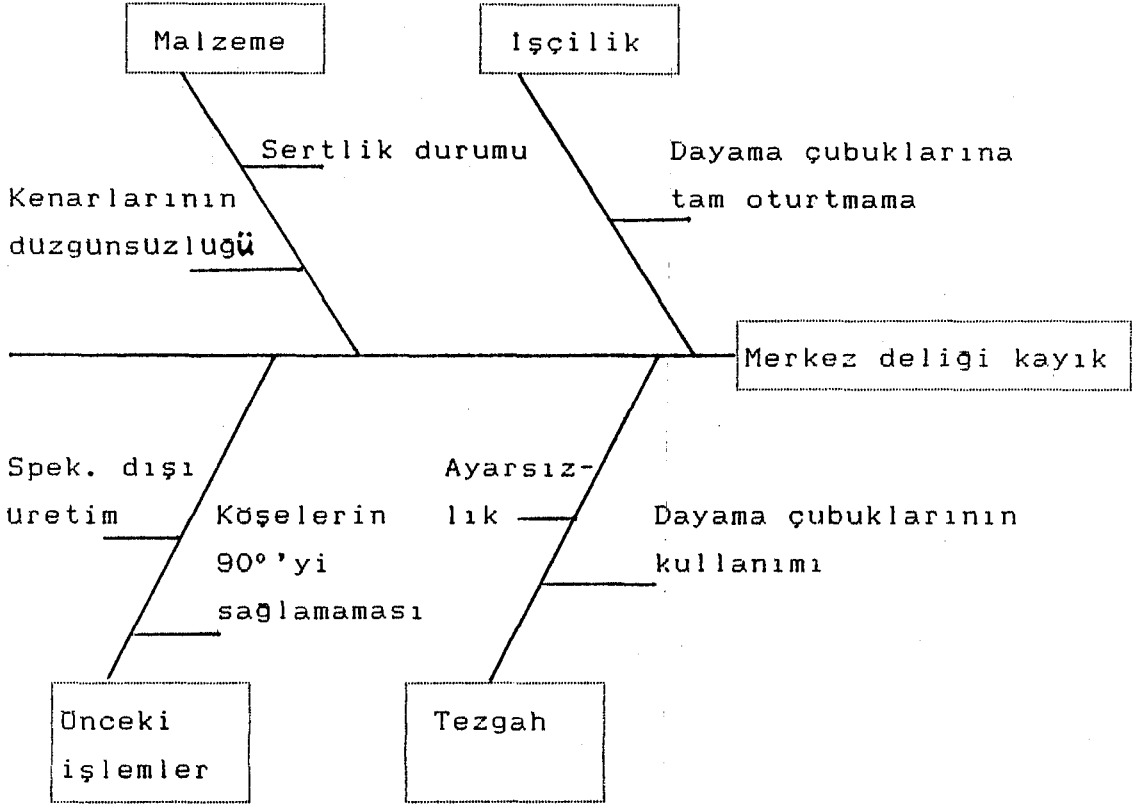 Malzeme
İşçilik
Sertlik durumu
Kenarlarının
düzgünsüzlüğü
Dayama çubuklarına
tam oturtmama
Merkez deliği kayık
Spek. dışı
üretim
Köşelerin
90°'yi
sağlamaması
Ayarsız-
lık
Dayama çubuklarının
kullanımı
Önceki
işlemler
Tezgah